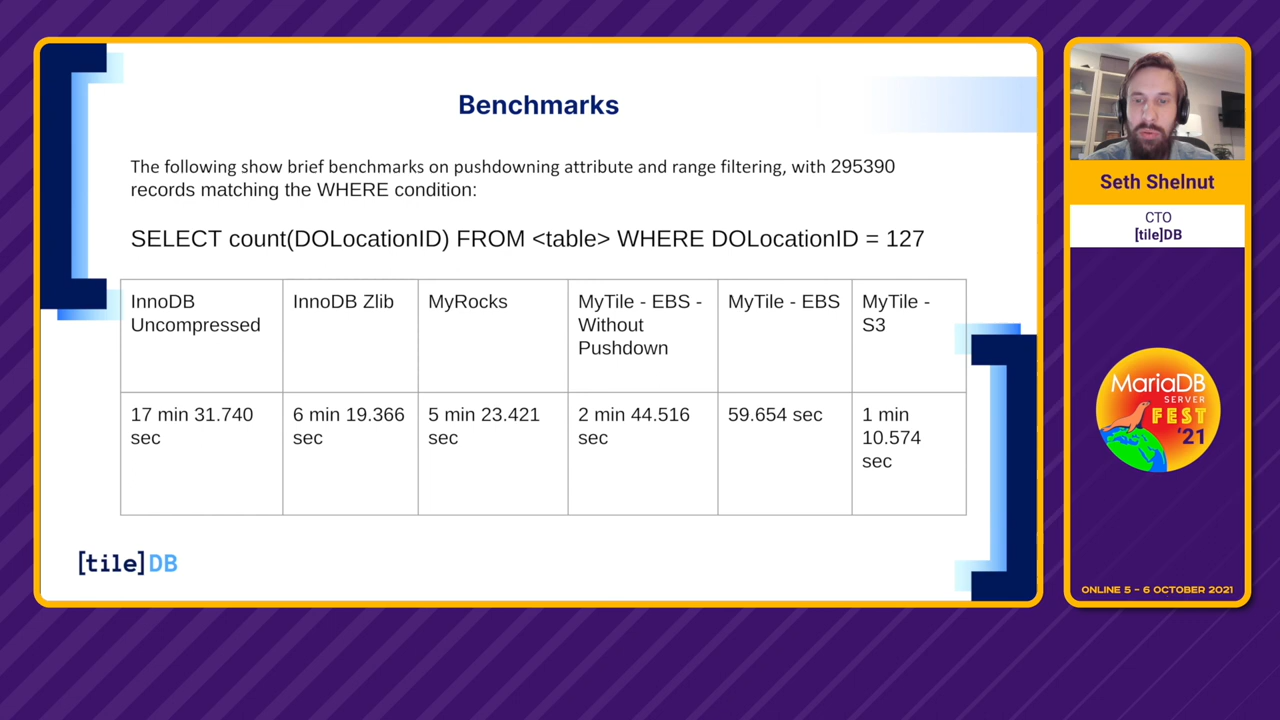 Benchmarks
The following show brief benchmarks on pushdowning attribute and range filtering, with 295390
records matching the WHERE condition:
SELECT count(DOLocationID) FROM <table> WHERE DOLocationID = 127
InnoDB
Uncompressed
InnoDB Zlib
MyRocks
MyTile - EBS -
Without
Pushdown
MyTile - EBS
MyTile -
S3
17 min 31.740
sec
6 min 19.366
sec
5 min 23.421
sec
2 min 44.516
sec
59.654 sec
1 min
10.574
sec
[tile]DB
Seth Shelnut
CTO
[tile]DB
MariaDB
SERVER
FEST
'21
ONLINE 5 – 6 OCTOBER 2021